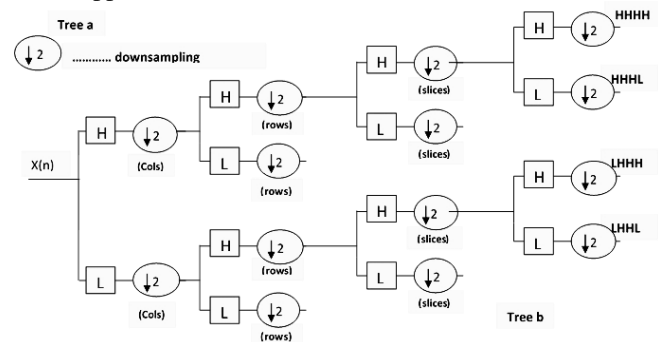 Tree a
↓2 ............ downsampling
X(n)
H ↓2 (Cols)
H ↓2 (rows)
H ↓2 (slices)
H ↓2 HHHH
L ↓2 HHHL
L ↓2 (slices)
L ↓2 (rows)
L ↓2 (Cols)
H ↓2 (rows)
H ↓2 (slices)
H ↓2 LHHH
L ↓2 LHHL
L ↓2 (slices)
L ↓2 (rows)
Tree b